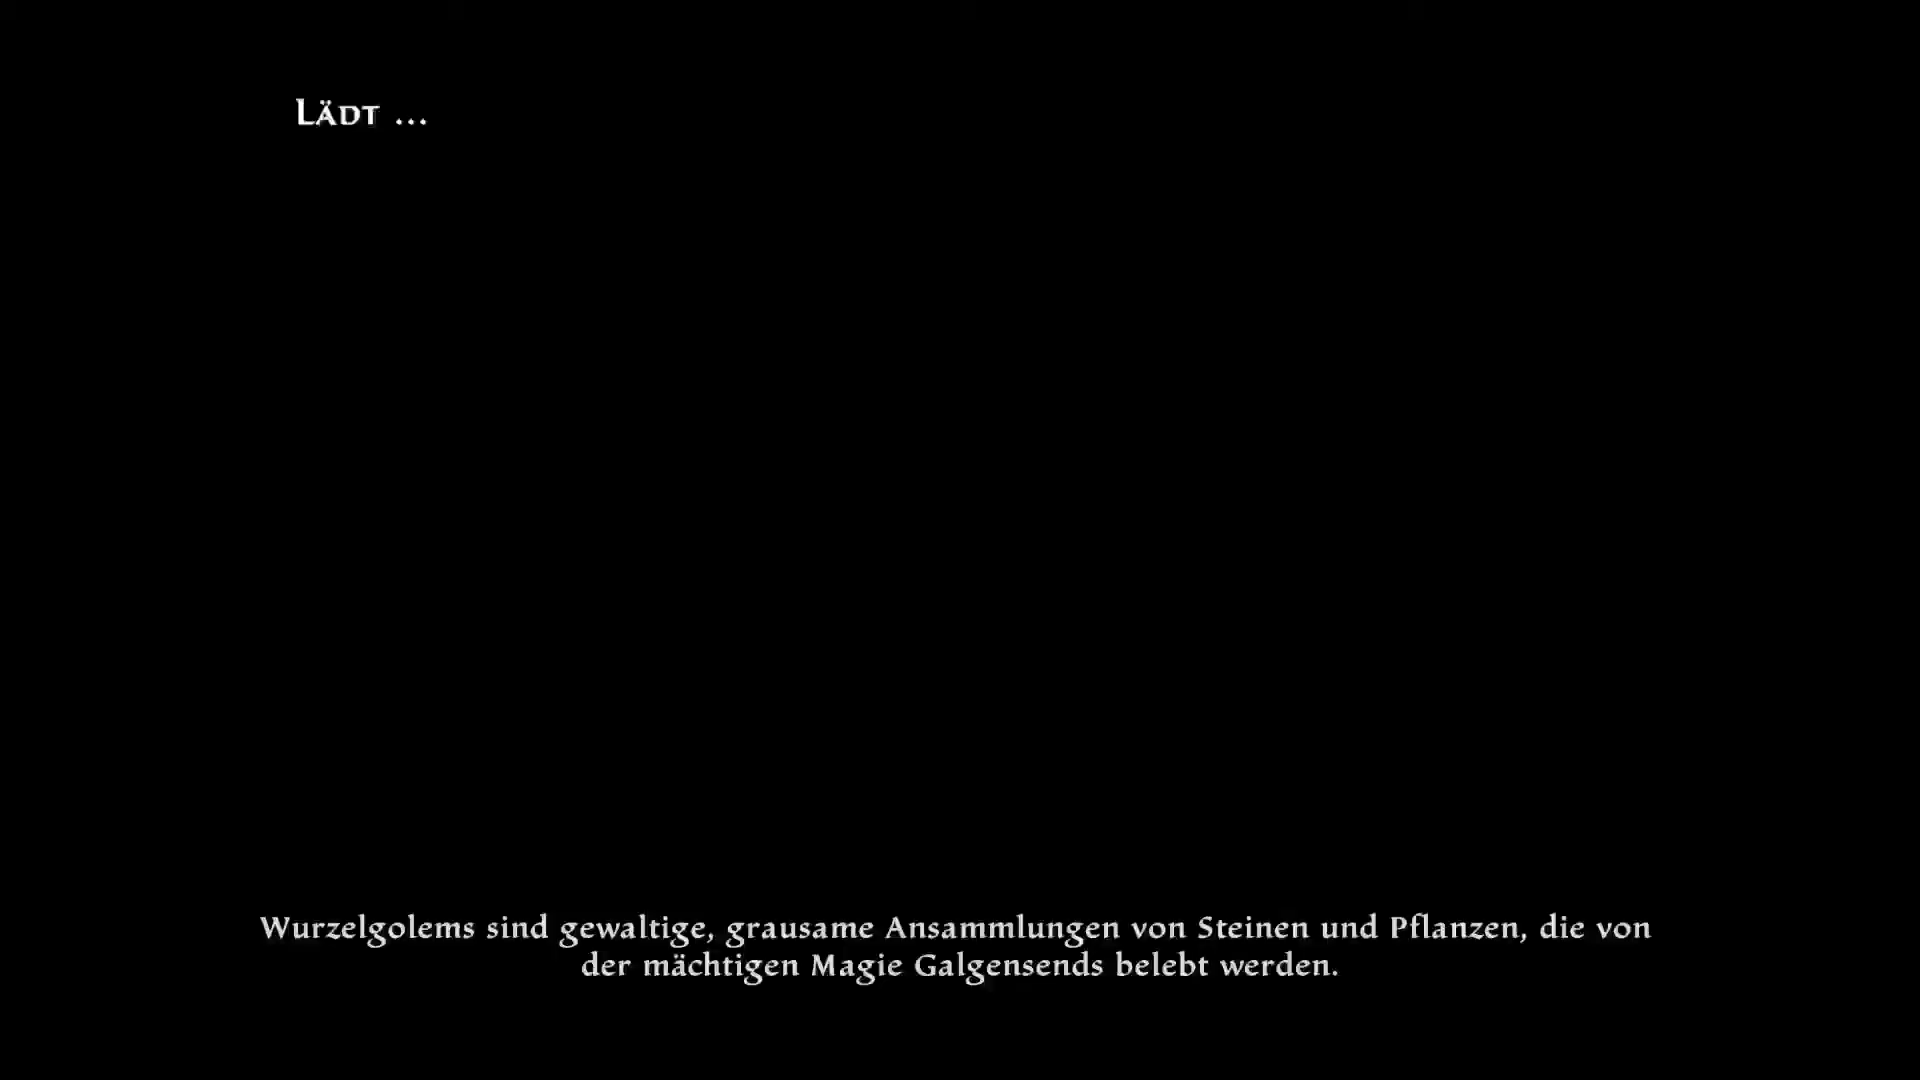 Lädt ...
Wurzelgolems sind gewaltige, grausame Ansammlungen von Steinen und Pflanzen, die von
der mächtigen Magie Galgensends belebt werden.